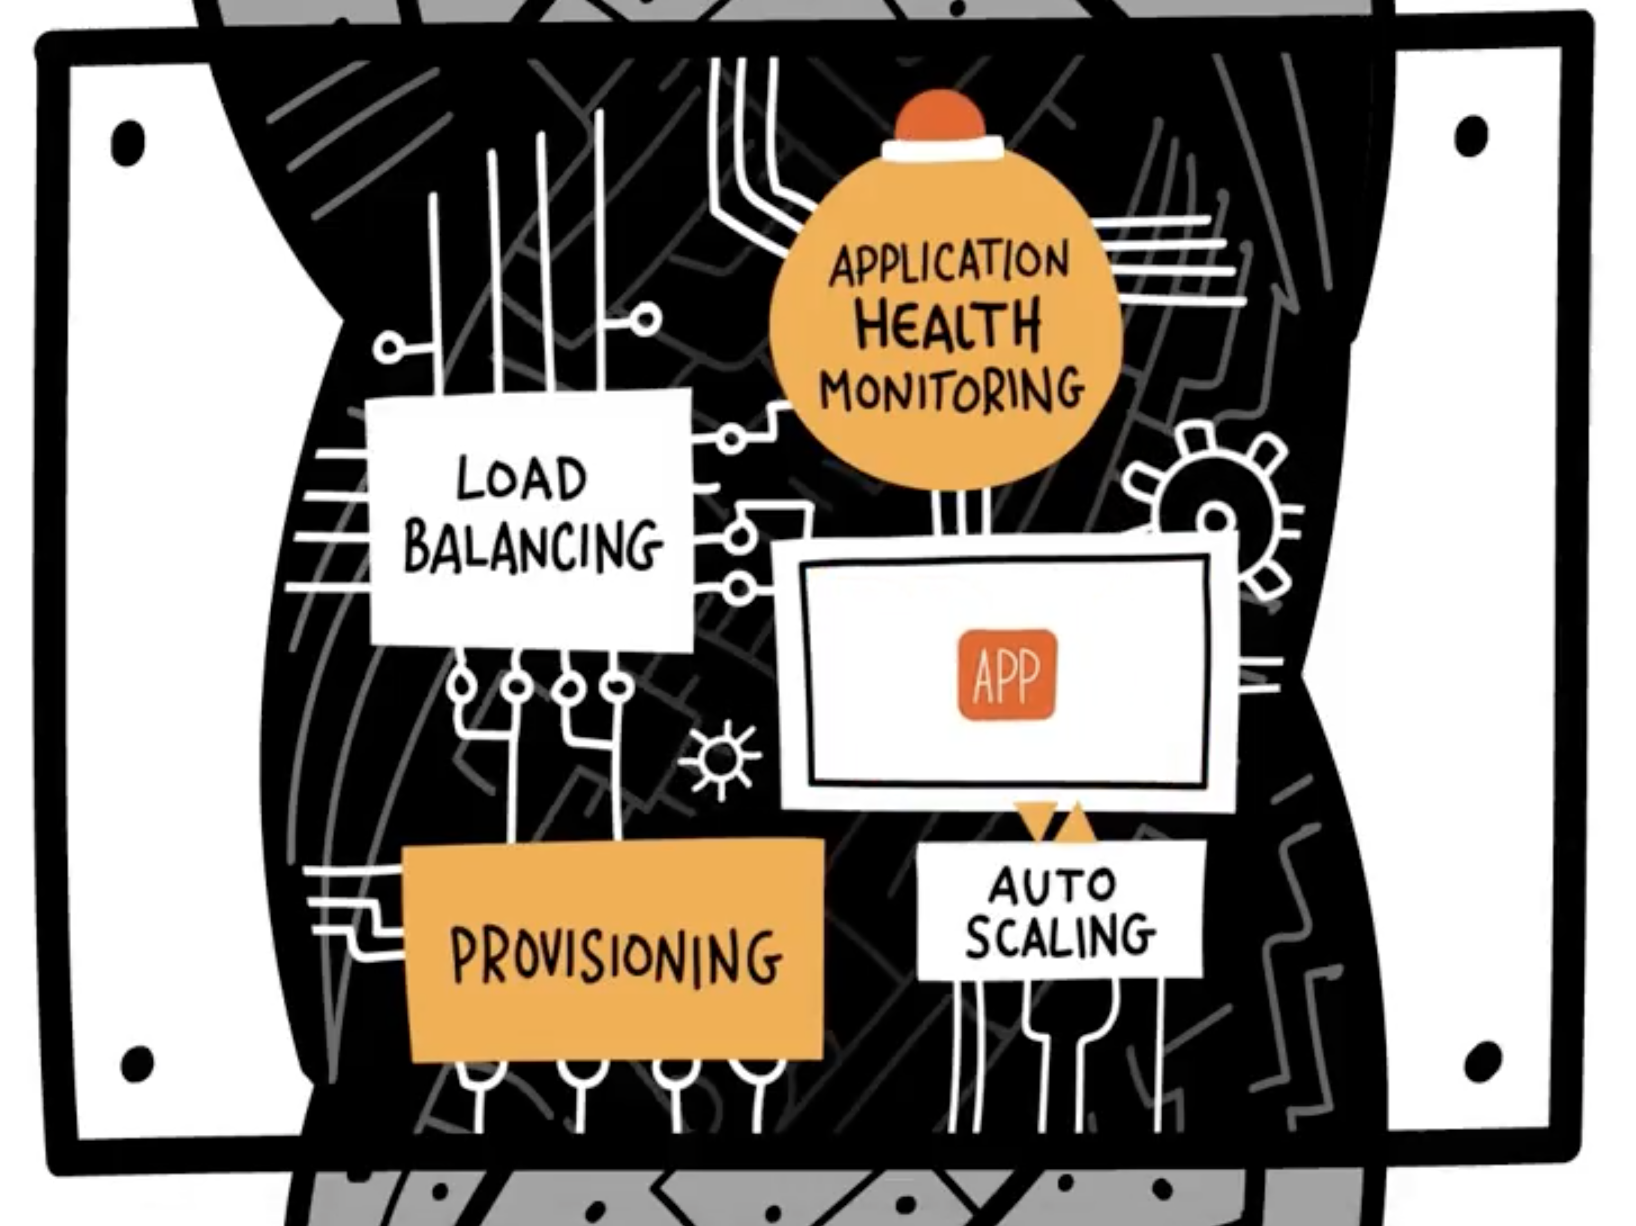 APPLICATION
HEALTH
MONITORING
LOAD
BALANCING
APP
PROVISIONING
AUTO
SCALING